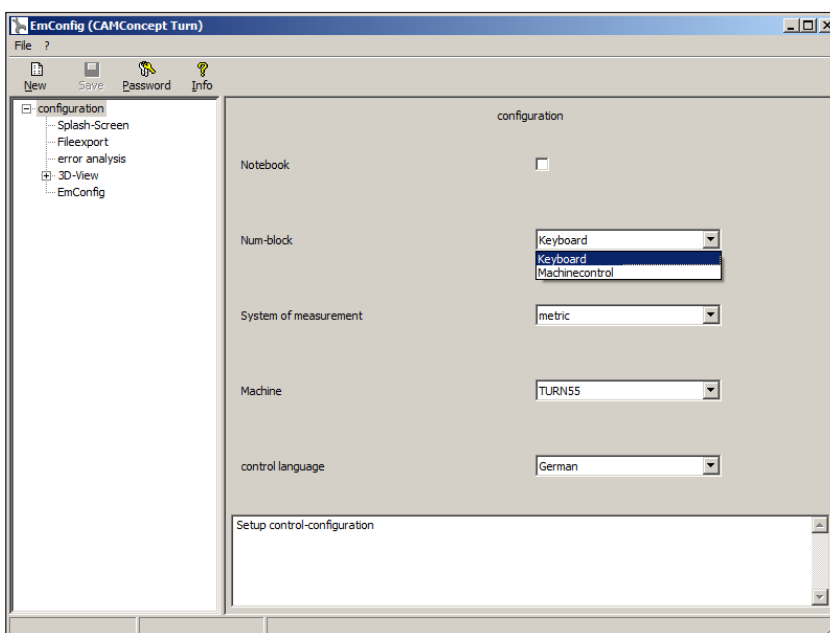 EmConfig (CAMConcept Turn)
File ?
New Save Password Info
configuration
Splash-Screen
Fileexport
error analysis
3D-View
EmConfig
configuration
Notebook
Num-block Keyboard
Keyboard
Machinecontrol
System of measurement metric
Machine TURN55
control language German
Setup control-configuration